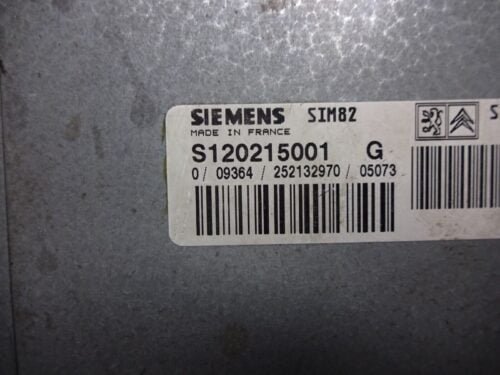 SIEMENS SIM82
MADE IN FRANCE
S120215001 G
0/ 09364/ 252132970/ 05073
S